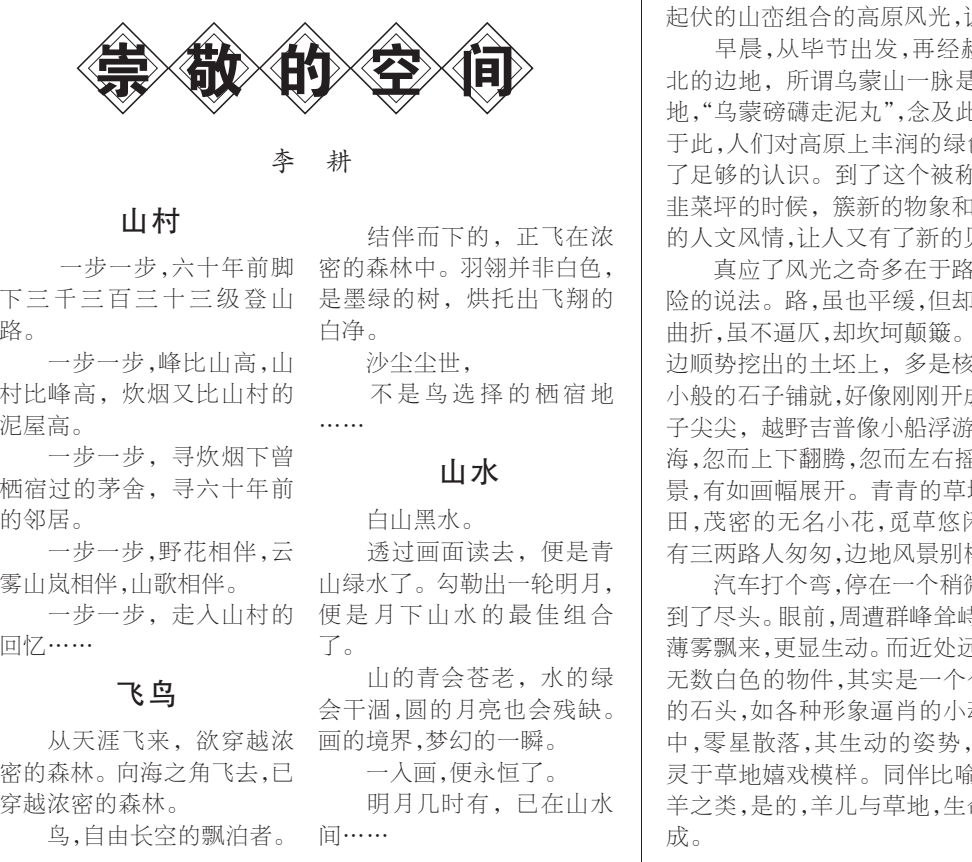 崇敬的空间
李 耕
山村
一步一步,六十年前脚
下三千三百三十三级登山
路。
一步一步,峰比山高,山
村比峰高，炊烟又比山村的
泥屋高。
一步一步，寻炊烟下曾
栖宿过的茅舍，寻六十年前
的邻居。
一步一步,野花相伴,云
雾山岚相伴,山歌相伴。
一步一步，走入山村的
回忆……
飞鸟
从天涯飞来，欲穿越浓
密的森林。向海之角飞去,已
穿越浓密的森林。
鸟,自由长空的飘泊者。
结伴而下的，正飞在浓
密的森林中。羽翎并非白色,
是墨绿的树，烘托出飞翔的
白净。
沙尘尘世,
不是鸟选择的栖宿地
……
山水
白山黑水。
透过画面读去，便是青
山绿水了。勾勒出一轮明月,
便是月下山水的最佳组合
了。
山的青会苍老，水的绿
会干涸,圆的月亮也会残缺。
画的境界,梦幻的一瞬。
一入画,便永恒了。
明月几时有，已在山水
间……
起伏的山峦组合的高原风光,
早晨,从毕节出发,再经
北的边地，所谓乌蒙山一脉是
地,“乌蒙磅礴走泥丸”,念及此
于此,人们对高原上丰润的绿
了足够的认识。到了这个被称
韭菜坪的时候，簇新的物象和
的人文风情,让人又有了新的
真应了风光之奇多在于路
险的说法。路,虽也平缓,但却
曲折,虽不逼仄,却坎坷颠簸。
边顺势挖出的土坯上，多是核
小般的石子铺就,好像刚刚开
子尖尖，越野吉普像小船浮游
海,忽而上下翻腾,忽而左右摇
景,有如画幅展开。青青的草
田,茂密的无名小花,觅草悠
有三两路人匆匆,边地风景别
汽车打个弯,停在一个稍
到了尽头。眼前,周遭群峰耸峙
薄雾飘来,更显生动。而近处远
无数白色的物件,其实是一个
的石头,如各种形象逼肖的小
中,零星散落,其生动的姿势,
灵于草地嬉戏模样。同伴比喻
羊之类,是的,羊儿与草地,生
成。